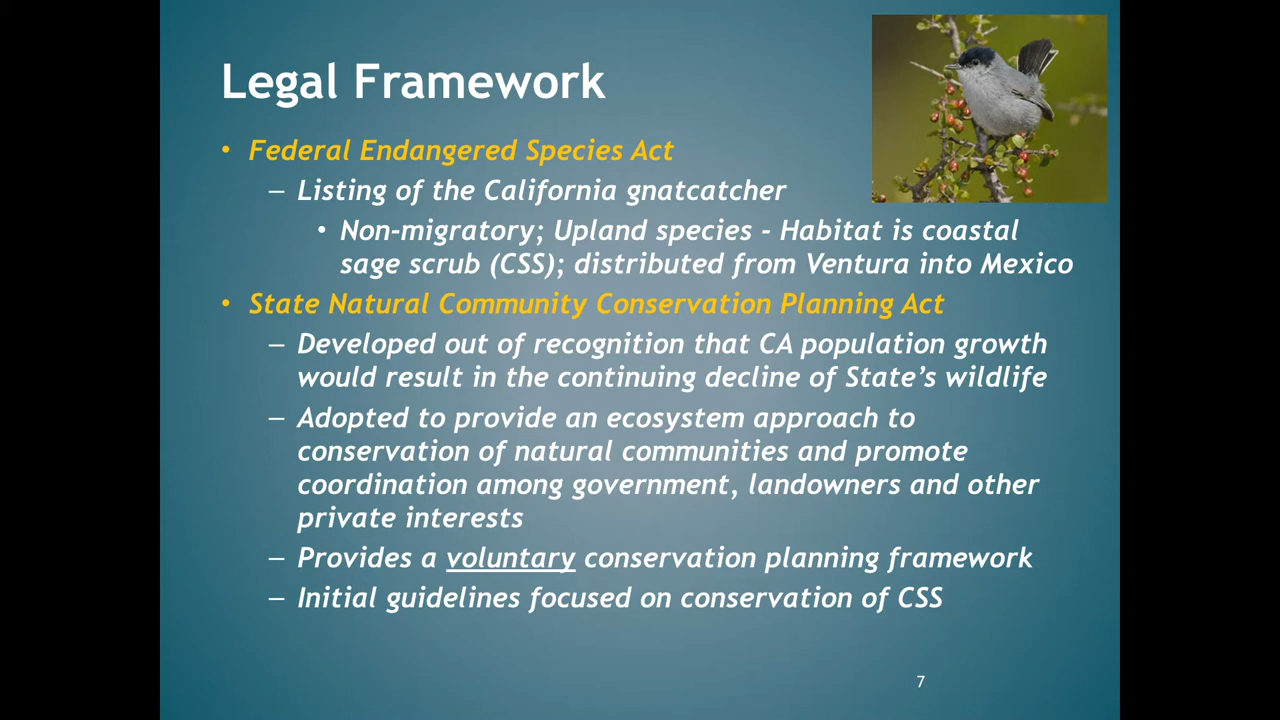 Legal Framework
• Federal Endangered Species Act
– Listing of the California gnatcatcher
• Non-migratory; Upland species - Habitat is coastal
sage scrub (CSS); distributed from Ventura into Mexico
• State Natural Community Conservation Planning Act
– Developed out of recognition that CA population growth
would result in the continuing decline of State’s wildlife
– Adopted to provide an ecosystem approach to
conservation of natural communities and promote
coordination among government, landowners and other
private interests
– Provides a voluntary conservation planning framework
– Initial guidelines focused on conservation of CSS
7